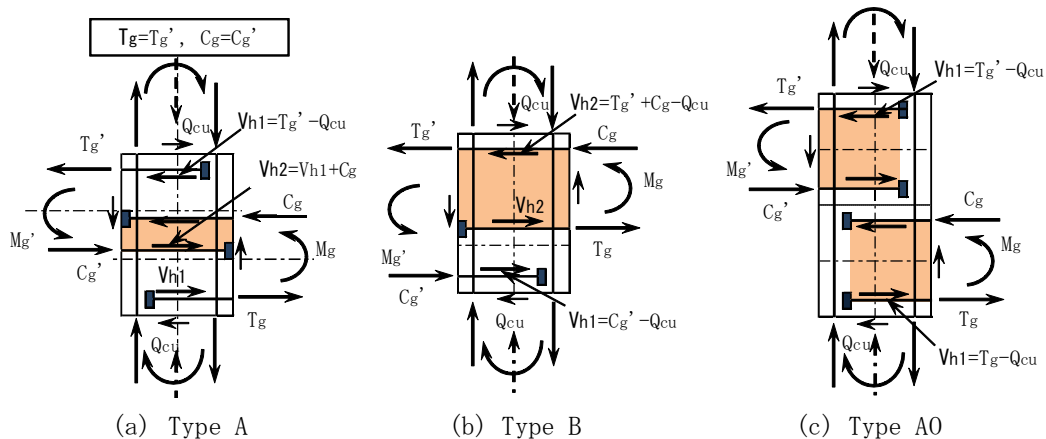 Tg=Tg', Cg=Cg'
Qcu
Vh1=Tg'-Qcu
Tg'
Vh2=Vh1+Cg
Cg
Mg'
Mg
Cg'
Vh1
Tg
Qcu
(a) Type A
Qcu
Vh2=Tg'+Cg-Qcu
Tg'
Cg
Mg
Vh2
Mg'
Tg
Cg'
Vh1=Cg'-Qcu
Qcu
(b) Type B
Qcu
Vh1=Tg'-Qcu
Tg'
Mg'
Cg'
Cg
Mg
Tg
Qcu
Vh1=Tg-Qcu
(c) Type AO